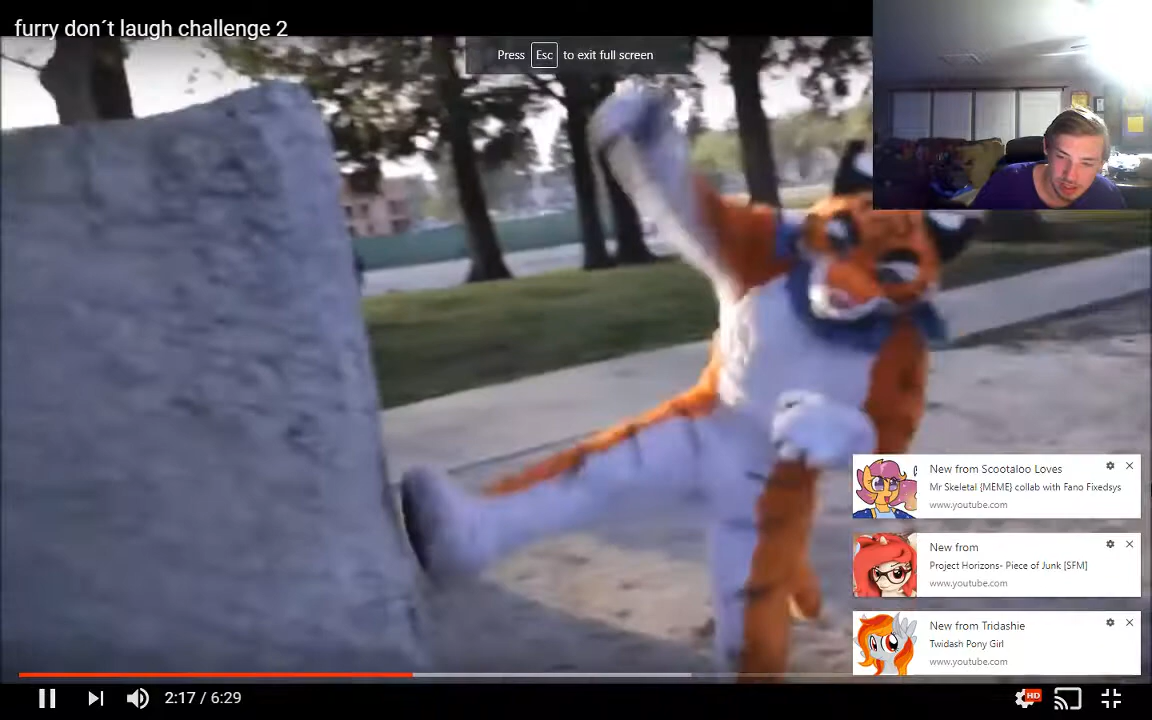 furry don´t laugh challenge 2
Press Esc to exit full screen
New from Scootaloo Loves
Mr Skeletal {MEME} collab with Fano Fixedsys
www.youtube.com
New from
Project Horizons- Piece of Junk [SFM]
www.youtube.com
New from Tridashie
Twidash Pony Girl
www.youtube.com
2:17 / 6:29
HD